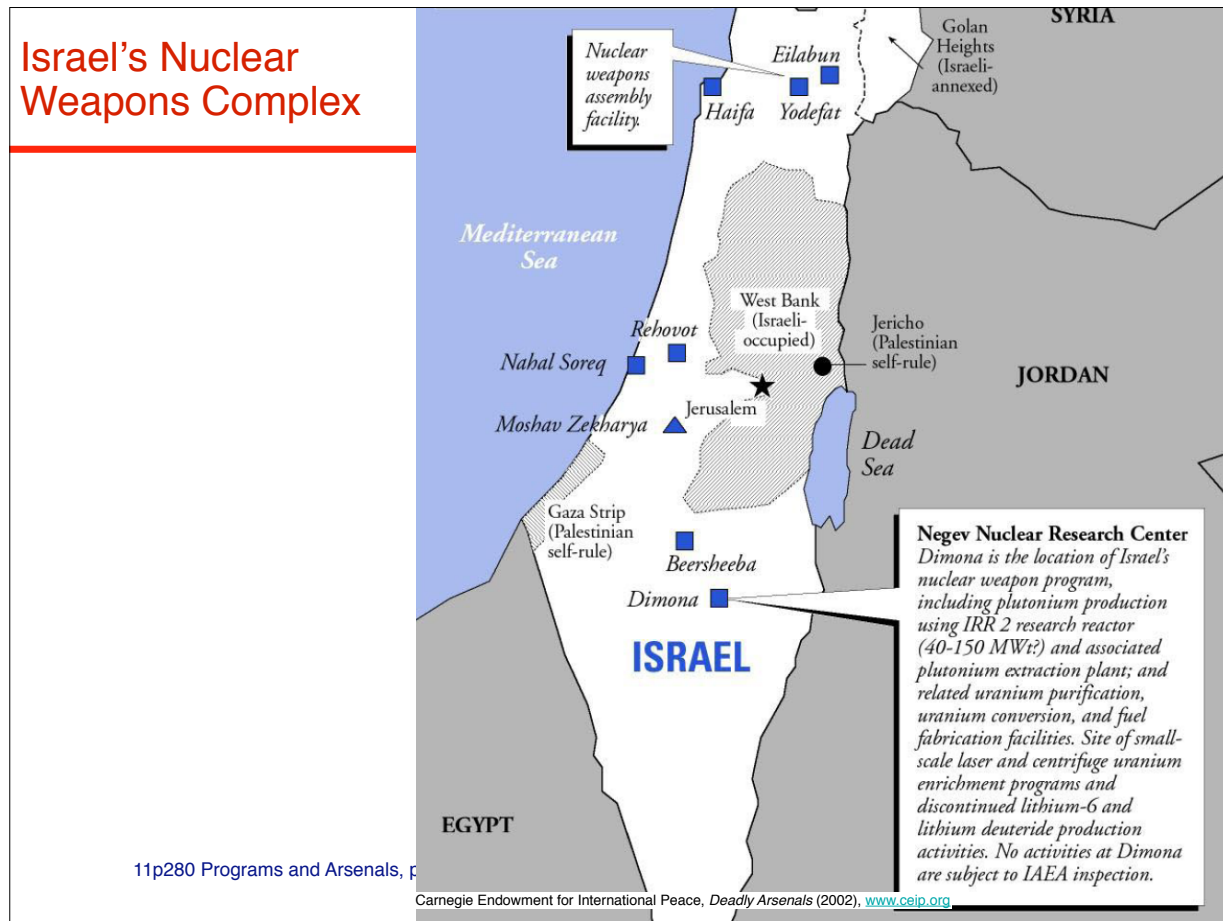 Israel's Nuclear
Weapons Complex
SYRIA
Golan
Heights
(Israeli-
annexed)
Nuclear
weapons
assembly
facility.
Eilabun
Haifa
Yodefat
Mediterranean
Sea
West Bank
(Israeli-
occupied)
Jericho
(Palestinian
self-rule)
Rehovot
Nahal Soreq
JORDAN
Jerusalem
Moshav Zekharya
Dead
Sea
Gaza Strip
(Palestinian
self-rule)
Beersheeba
Dimona
ISRAEL
Negev Nuclear Research Center
Dimona is the location of Israel's
nuclear weapon program,
including plutonium production
using IRR 2 research reactor
(40-150 MWt?) and associated
plutonium extraction plant; and
related uranium purification,
uranium conversion, and fuel
fabrication facilities. Site of small-
scale laser and centrifuge uranium
enrichment programs and
discontinued lithium-6 and
lithium deuteride production
activities. No activities at Dimona
are subject to IAEA inspection.
EGYPT
11p280 Programs and Arsenals, p
Carnegie Endowment for International Peace, Deadly Arsenals (2002), www.ceip.org